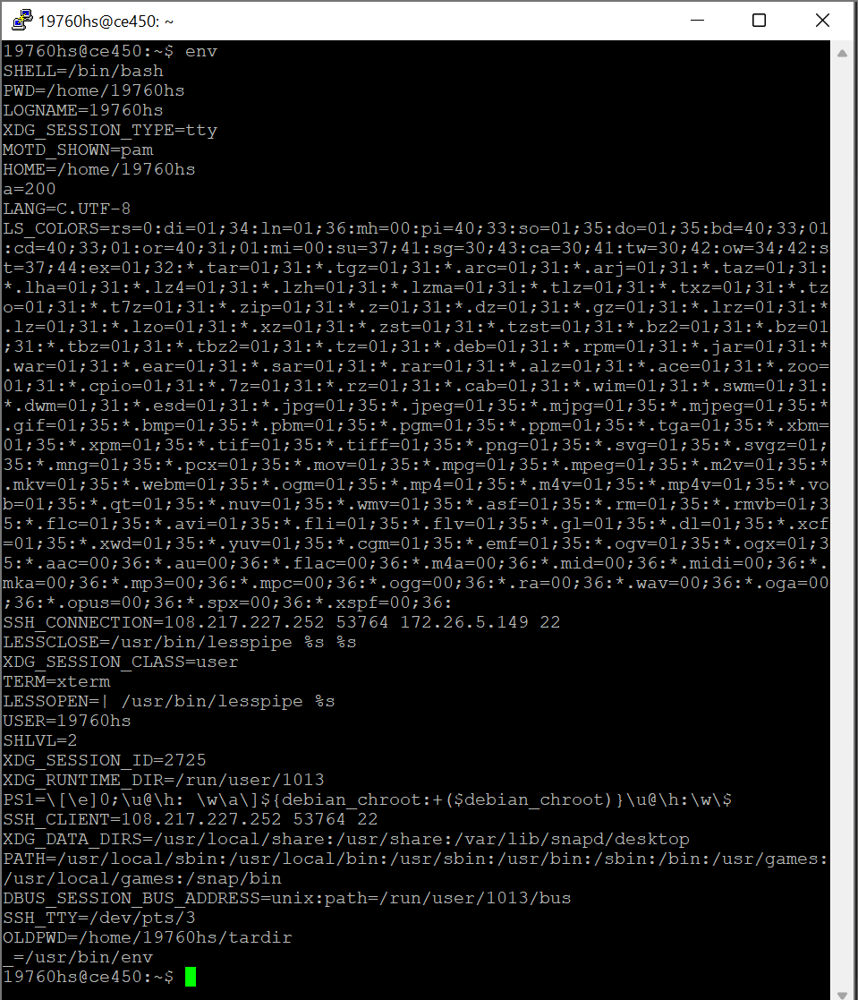 19760hs@ce450: ~
19760hs@ce450:~$ env
SHELL=/bin/bash
PWD=/home/19760hs
LOGNAME=19760hs
XDG_SESSION_TYPE=tty
MOTD_SHOWN=pam
HOME=/home/19760hs
a=200
LANG=C.UTF-8
LS_COLORS=rs=0:di=01;34:ln=01;36:mh=00:pi=40;33:so=01;35:do=01;35:bd=40;33;01
:cd=40;33;01:or=40;31;01:mi=00:su=37;41:sg=30;43:ca=30;41:tw=30;42:ow=34;42:s
t=37;44:ex=01;32:*.tar=01;31:*.tgz=01;31:*.arc=01;31:*.arj=01;31:*.taz=01;31:
*.lha=01;31:*.lz4=01;31:*.lzh=01;31:*.lzma=01;31:*.tlz=01;31:*.txz=01;31:*.tz
o=01;31:*.t7z=01;31:*.zip=01;31:*.z=01;31:*.dz=01;31:*.gz=01;31:*.lrz=01;31:*
.lz=01;31:*.lzo=01;31:*.xz=01;31:*.zst=01;31:*.tzst=01;31:*.bz2=01;31:*.bz=01
;31:*.tbz=01;31:*.tbz2=01;31:*.tz=01;31:*.deb=01;31:*.rpm=01;31:*.jar=01;31:*
.war=01;31:*.ear=01;31:*.sar=01;31:*.rar=01;31:*.alz=01;31:*.ace=01;31:*.zoo=
01;31:*.cpio=01;31:*.7z=01;31:*.rz=01;31:*.cab=01;31:*.wim=01;31:*.swm=01;31:
*.dwm=01;31:*.esd=01;31:*.jpg=01;35:*.jpeg=01;35:*.mjpg=01;35:*.mjpeg=01;35:*
.gif=01;35:*.bmp=01;35:*.pbm=01;35:*.pgm=01;35:*.ppm=01;35:*.tga=01;35:*.xbm=
01;35:*.xpm=01;35:*.tif=01;35:*.tiff=01;35:*.png=01;35:*.svg=01;35:*.svgz=01;
35:*.mng=01;35:*.pcx=01;35:*.mov=01;35:*.mpg=01;35:*.mpeg=01;35:*.m2v=01;35:*
.mkv=01;35:*.webm=01;35:*.ogm=01;35:*.mp4=01;35:*.m4v=01;35:*.mp4v=01;35:*.vo
b=01;35:*.qt=01;35:*.nuv=01;35:*.wmv=01;35:*.asf=01;35:*.rm=01;35:*.rmvb=01;3
5:*.flc=01;35:*.avi=01;35:*.fli=01;35:*.flv=01;35:*.gl=01;35:*.dl=01;35:*.xcf
=01;35:*.xwd=01;35:*.yuv=01;35:*.cgm=01;35:*.emf=01;35:*.ogv=01;35:*.ogx=01;3
5:*.aac=00;36:*.au=00;36:*.flac=00;36:*.m4a=00;36:*.mid=00;36:*.midi=00;36:*.
mka=00;36:*.mp3=00;36:*.mpc=00;36:*.ogg=00;36:*.ra=00;36:*.wav=00;36:*.oga=00
;36:*.opus=00;36:*.spx=00;36:*.xspf=00;36:
SSH_CONNECTION=108.217.227.252 53764 172.26.5.149 22
LESSCLOSE=/usr/bin/lesspipe %s %s
XDG_SESSION_CLASS=user
TERM=xterm
LESSOPEN=| /usr/bin/lesspipe %s
USER=19760hs
SHLVL=2
XDG_SESSION_ID=2725
XDG_RUNTIME_DIR=/run/user/1013
PS1=\[\e]0;\u@\h: \w\a\]${debian_chroot:+($debian_chroot)}\u@\h:\w\$
SSH_CLIENT=108.217.227.252 53764 22
XDG_DATA_DIRS=/usr/local/share:/usr/share:/var/lib/snapd/desktop
PATH=/usr/local/sbin:/usr/local/bin:/usr/sbin:/usr/bin:/sbin:/bin:/usr/games:
/usr/local/games:/snap/bin
DBUS_SESSION_BUS_ADDRESS=unix:path=/run/user/1013/bus
SSH_TTY=/dev/pts/3
OLDPWD=/home/19760hs/tardir
_=/usr/bin/env
19760hs@ce450:~$